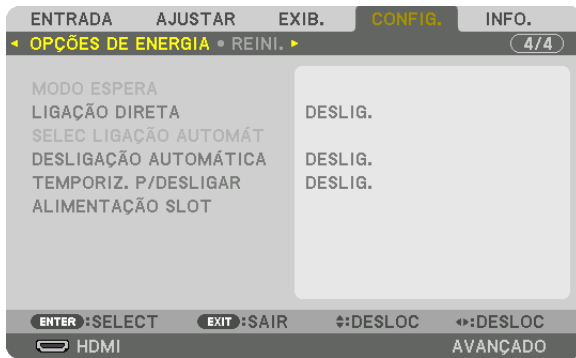 ENTRADA AJUSTAR EXIB. CONFIG. INFO.
◂ OPÇÕES DE ENERGIA • REINI. ▸ 4/4
MODO ESPERA
LIGAÇÃO DIRETA DESLIG.
SELEC LIGAÇÃO AUTOMÁT
DESLIGAÇÃO AUTOMÁTICA DESLIG.
TEMPORIZ. P/DESLIGAR DESLIG.
ALIMENTAÇÃO SLOT
ENTER :SELECT EXIT :SAIR :DESLOC :DESLOC
HDMI AVANÇADO